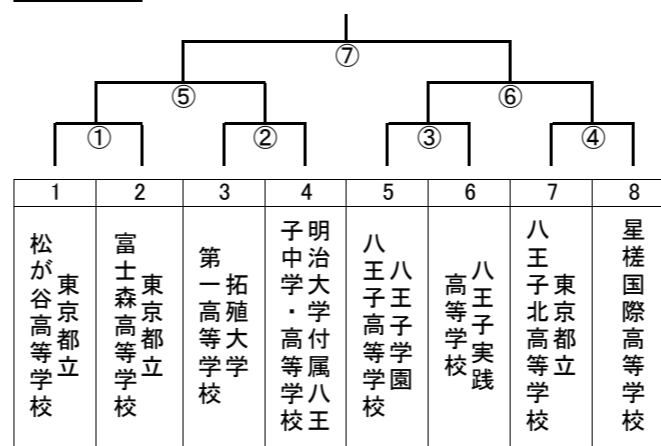 ⑦
⑤
⑥
①
②
③
④
1
2
3
4
5
6
7
8
東京都立
松が谷高等学校
東京都立
富士森高等学校
拓殖大学
第一高等学校
明治大学付属八王
子中学・高等学校
八王子学園
八王子高等学校
八王子実践
高等学校
東京都立
八王子北高等学校
星槎国際高等学校